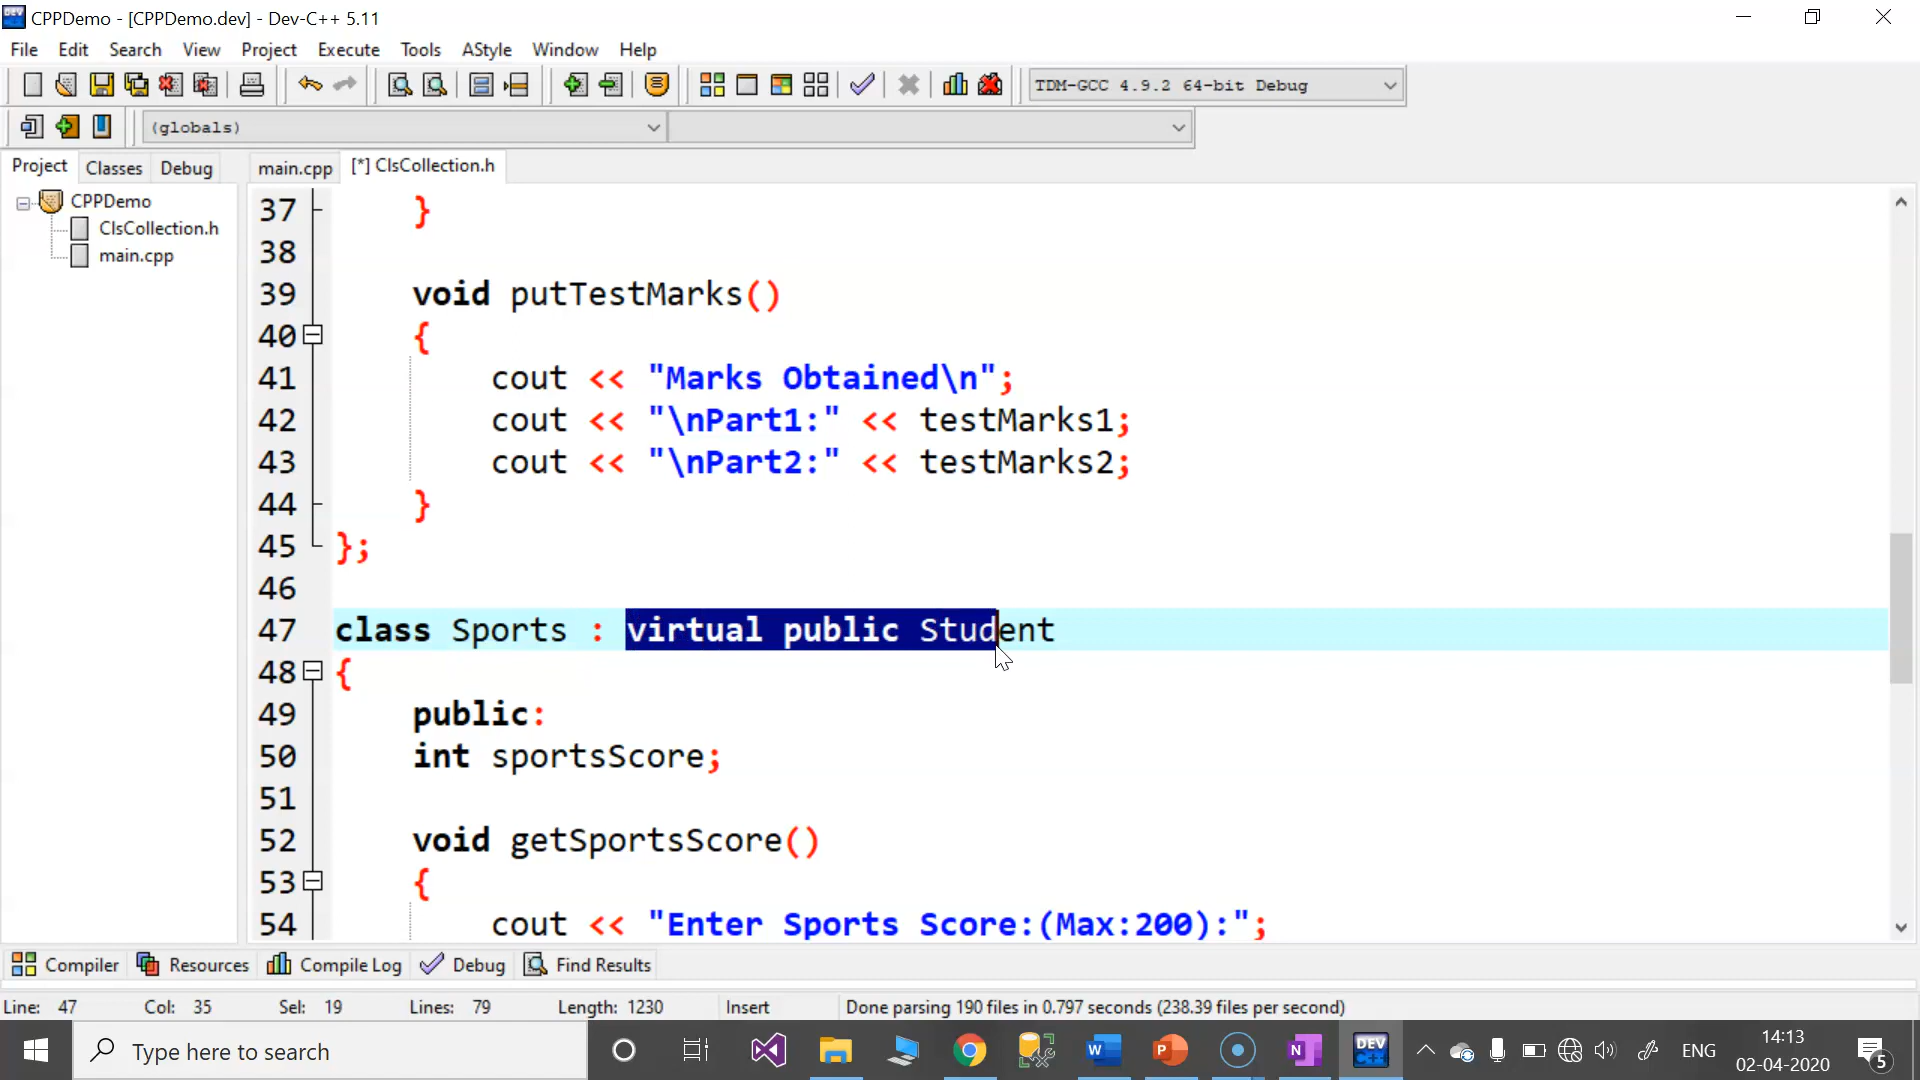 CPPDemo - [CPPDemo.dev] - Dev-C++ 5.11
File Edit Search View Project Execute Tools AStyle Window Help
TDM-GCC 4.9.2 64-bit Debug
(globals)
Project Classes Debug main.cpp [*] ClsCollection.h
CPPDemo
ClsCollection.h
main.cpp
37 }
38
39 void putTestMarks()
40 {
41 cout << "Marks Obtained\n";
42 cout << "\nPart1:" << testMarks1;
43 cout << "\nPart2:" << testMarks2;
44 }
45 };
46
47 class Sports : virtual public Student
48 {
49 public:
50 int sportsScore;
51
52 void getSportsScore()
53 {
54 cout << "Enter Sports Score:(Max:200):";
Compiler Resources Compile Log Debug Find Results
Line: 47 Col: 35 Sel: 19 Lines: 79 Length: 1230 Insert Done parsing 190 files in 0.797 seconds (238.39 files per second)
Type here to search
DEV C++
ENG
14:13
02-04-2020
5